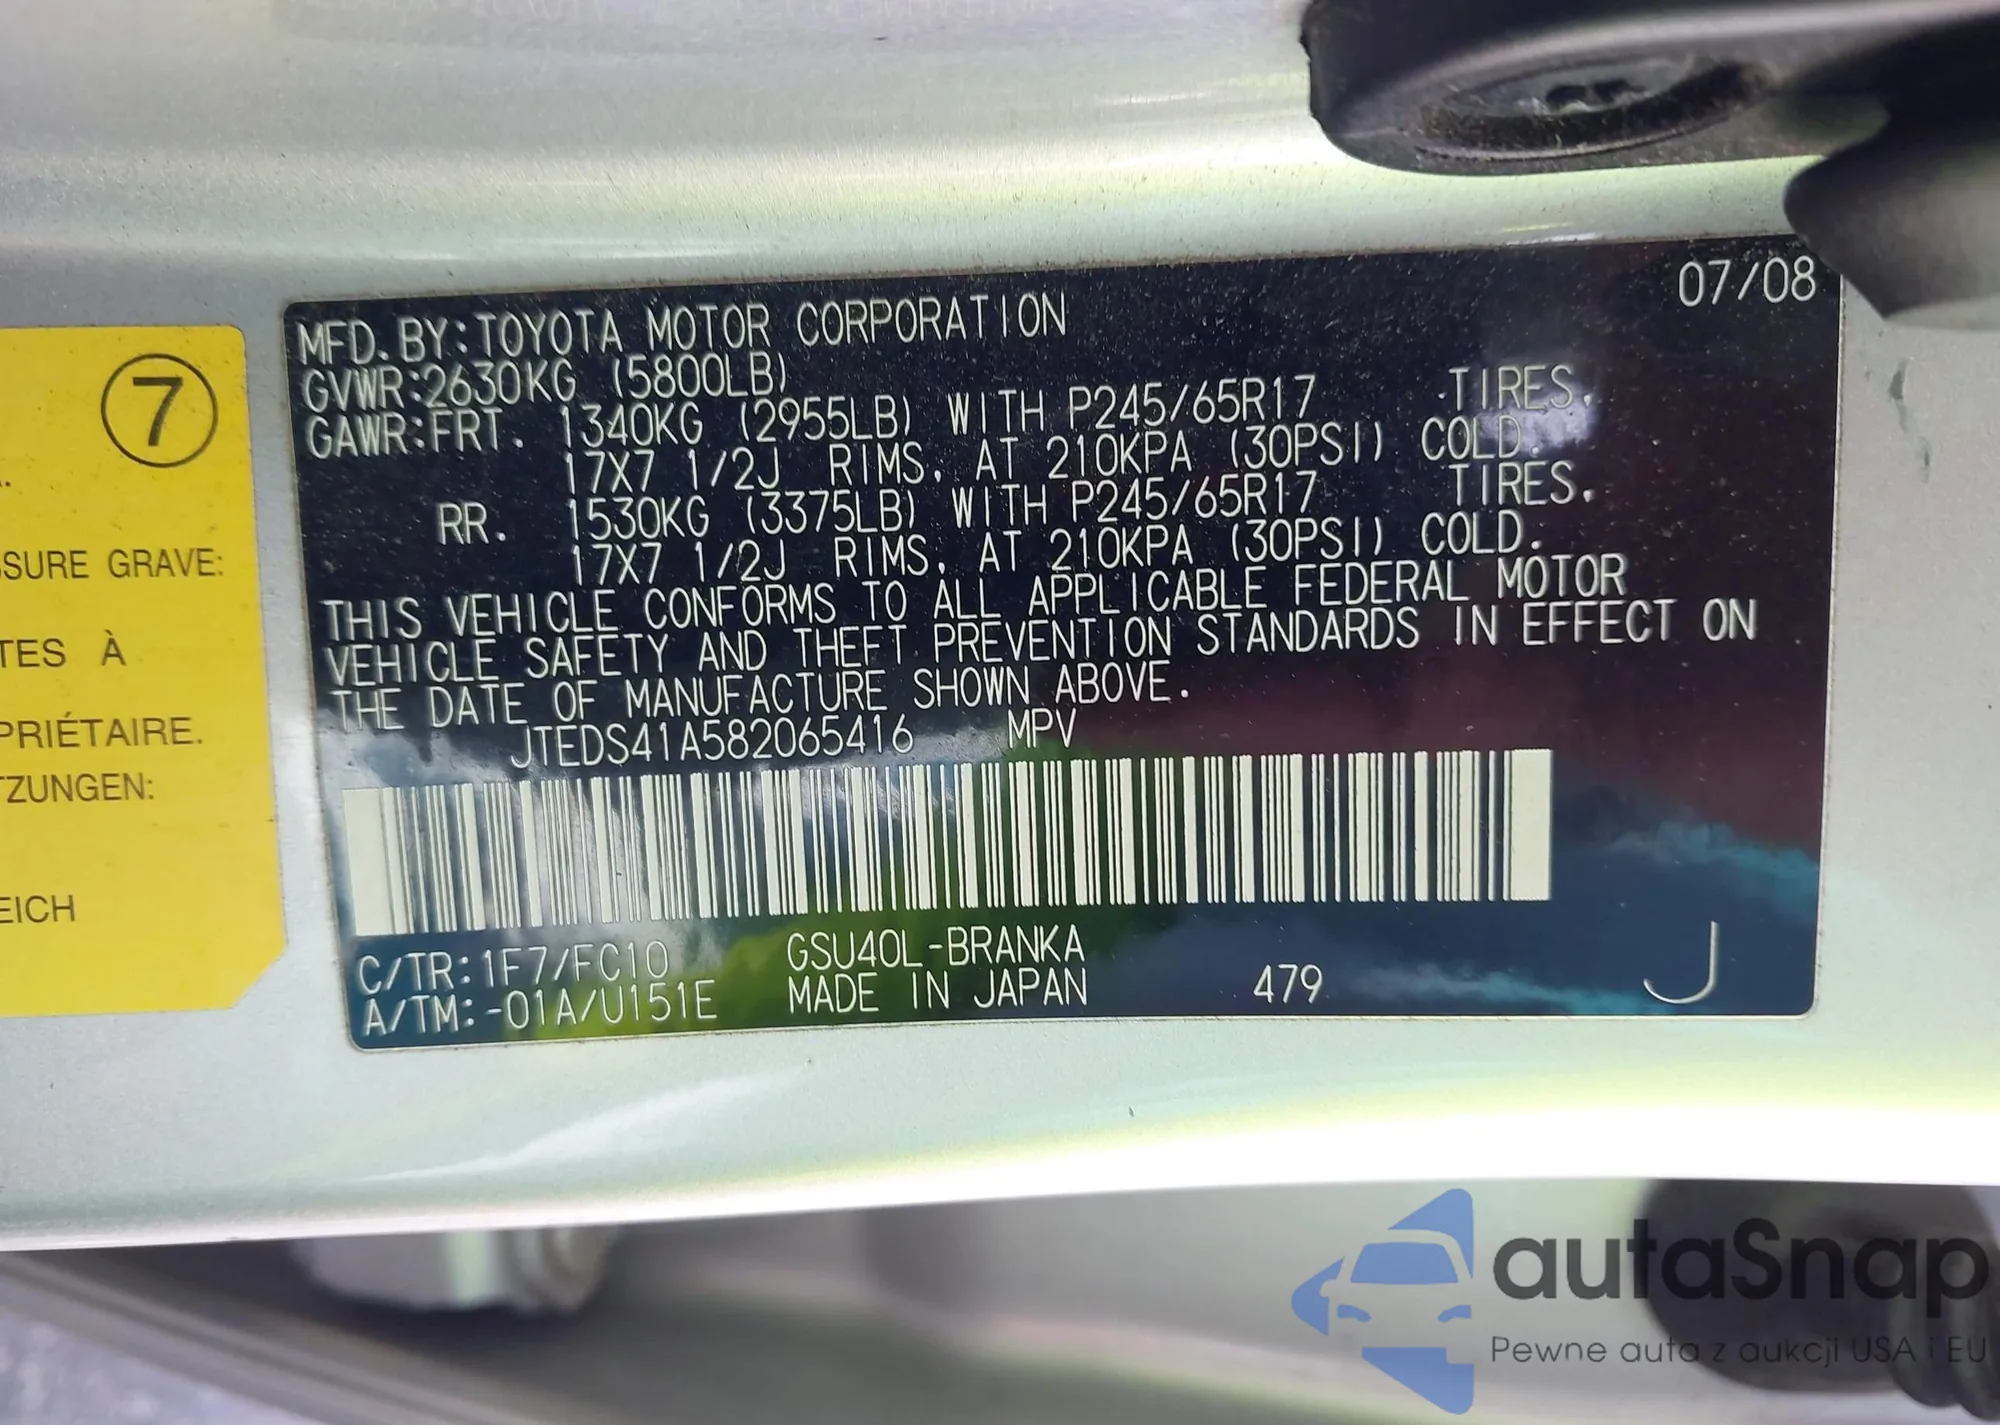 07/08
MFD. BY: TOYOTA MOTOR CORPORATION
GVWR: 2630KG (5800LB)
GAWR: FRT. 1340KG (2955LB) WITH P245/65R17 TIRES,
17X7 1/2J RIMS, AT 210KPA (30PSI) COLD.
RR. 1530KG (3375LB) WITH P245/65R17 TIRES,
17X7 1/2J RIMS, AT 210KPA (30PSI) COLD.
THIS VEHICLE CONFORMS TO ALL APPLICABLE FEDERAL MOTOR
VEHICLE SAFETY AND THEFT PREVENTION STANDARDS IN EFFECT ON
THE DATE OF MANUFACTURE SHOWN ABOVE.
JTEDS41A582065416 MPV
C/TR: 1F7/FC10 GSU40L-BRANKA
A/TM: -01A/U151E MADE IN JAPAN 479 J
7
SSURE GRAVE:
TES À
PRIÉTAIRE.
TZUNGEN:
EICH
autaSnap
Pewne auta z aukcji USA i EU